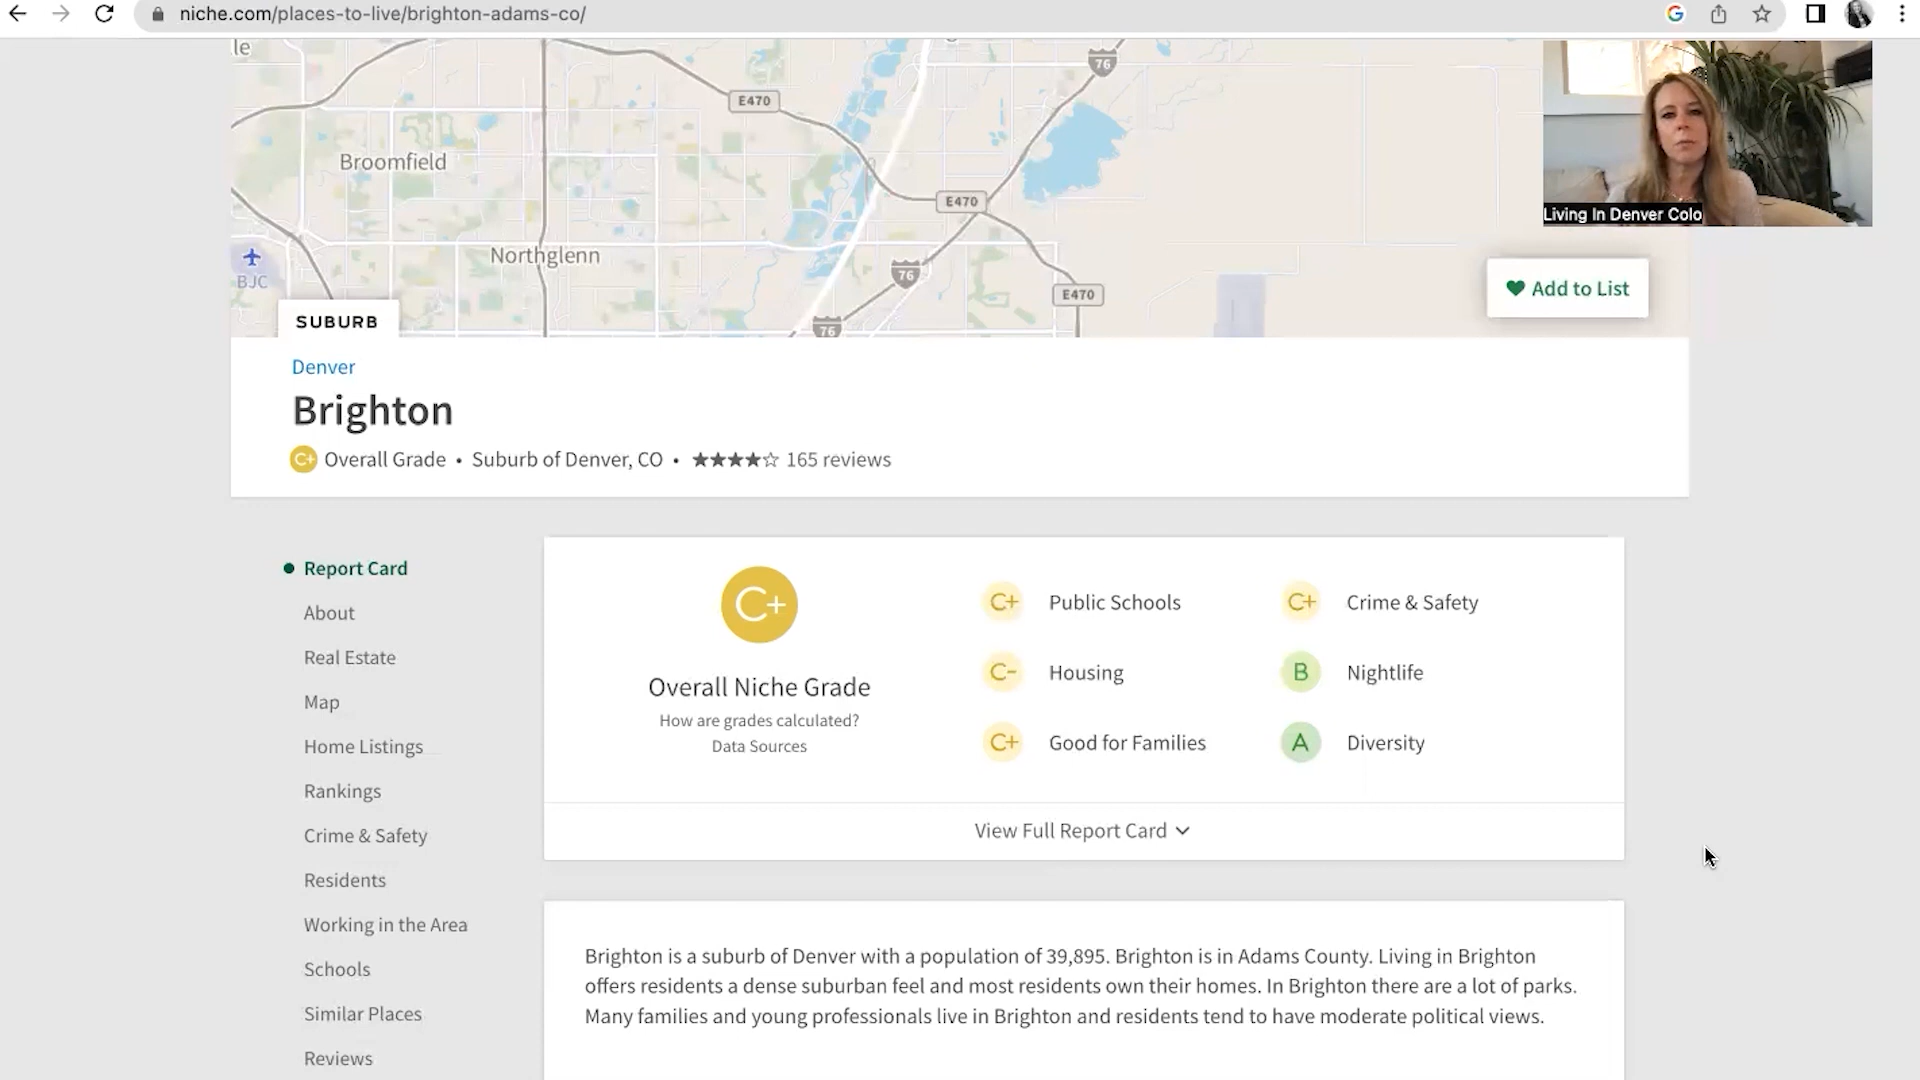 niche.com/places-to-live/brighton-adams-co/
le
76
E470
Broomfield
E470
Northglenn
BJC
76
E470
76
Living In Denver Colo
Add to List
SUBURB
Denver
Brighton
C+ Overall Grade • Suburb of Denver, CO • ★★★★☆ 165 reviews
Report Card
About
Real Estate
Map
Home Listings
Rankings
Crime & Safety
Residents
Working in the Area
Schools
Similar Places
Reviews
C+
Overall Niche Grade
How are grades calculated?
Data Sources
C+ Public Schools
C+ Crime & Safety
C- Housing
B Nightlife
C+ Good for Families
A Diversity
View Full Report Card
Brighton is a suburb of Denver with a population of 39,895. Brighton is in Adams County. Living in Brighton
offers residents a dense suburban feel and most residents own their homes. In Brighton there are a lot of parks.
Many families and young professionals live in Brighton and residents tend to have moderate political views.